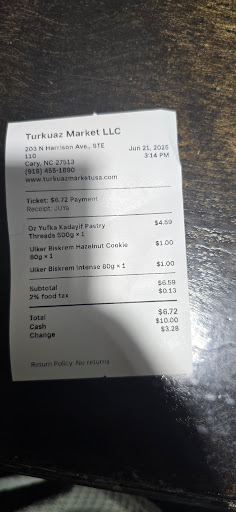 Turkuaz Market LLC
203 N Harrison Ave., STE Jun 21, 2025
110 3:14 PM
Cary, NC 27513
(919) 455-1890
www.turkuazmarketusa.com
Ticket: $6.72 Payment
Receipt: JUYs
Oz Yufka Kadayif Pastry $4.59
Threads 500g × 1
Ulker Biskrem Hazelnut Cookie $1.00
80g × 1
Ulker Biskrem Intense 80g × 1 $1.00
Subtotal $6.59
2% food tax $0.13
Total $6.72
Cash $10.00
Change $3.28
Return Policy: No returns